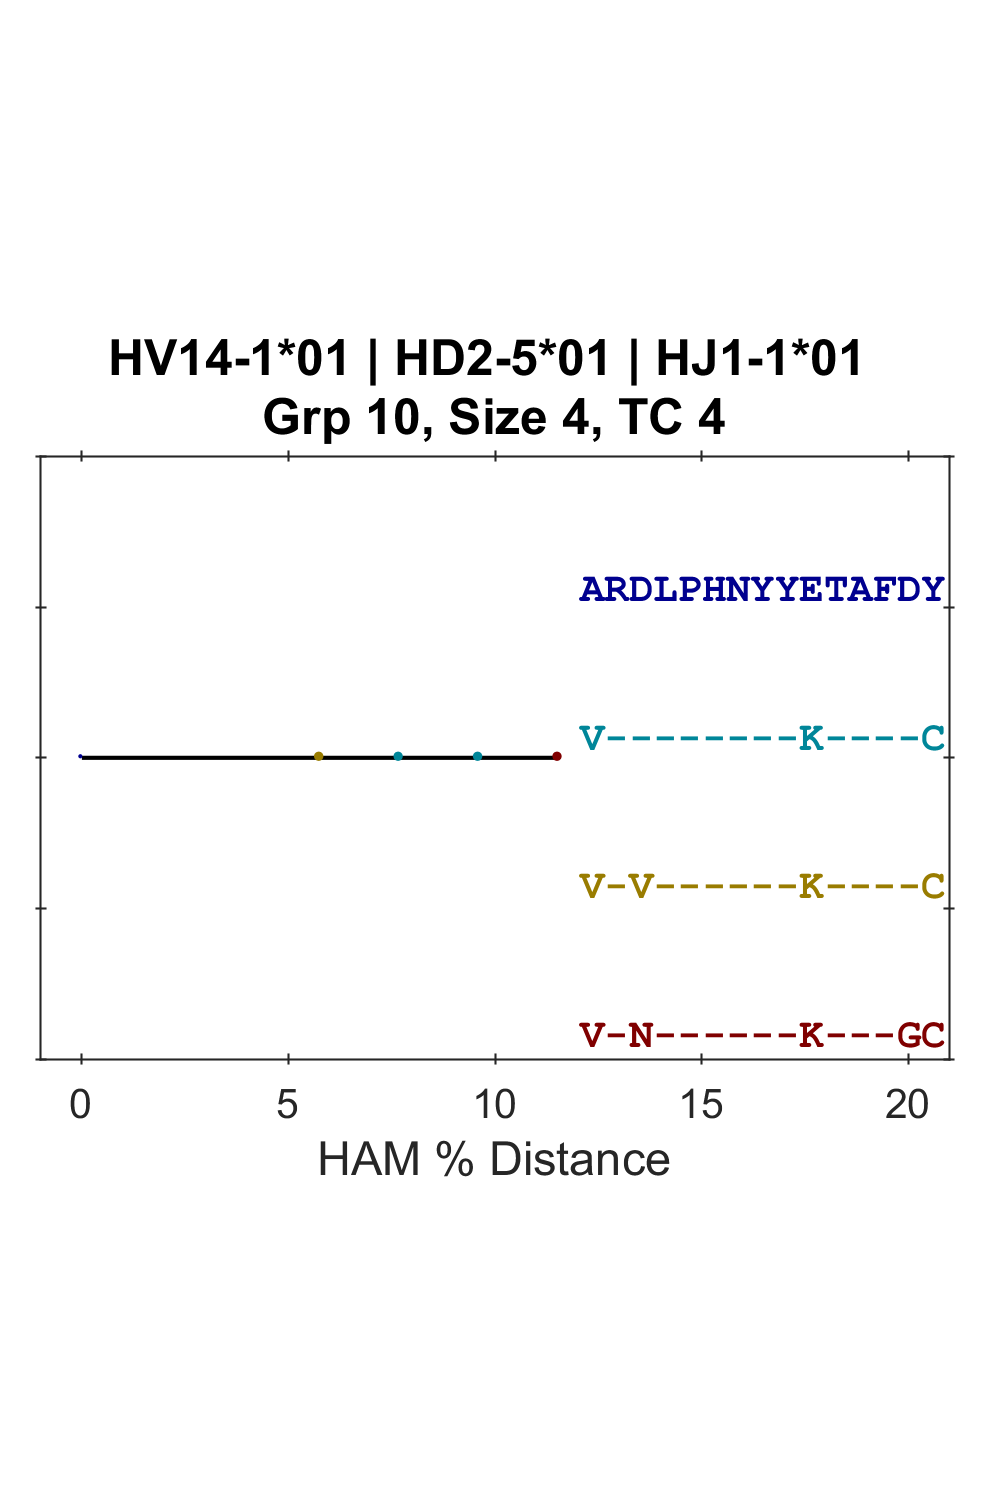 HV14-1*01 | HD2-5*01 | HJ1-1*01
Grp 10, Size 4, TC 4
ARDLPHNYYETAFDY
V--------K----C
V-V------K----C
V-N------K---GC
0 5 10 15 20
HAM % Distance